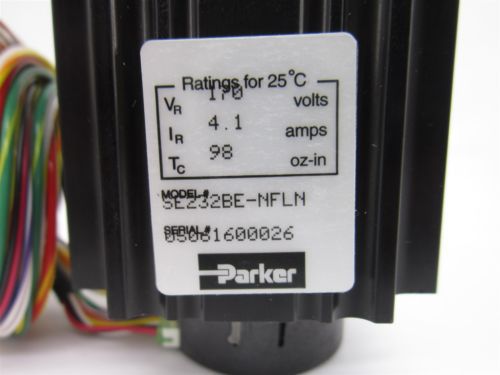 Ratings for 25°C
VR 170 volts
IR 4.1 amps
TC 98 oz-in
MODEL#
SE232BE-NFLN
SERIAL#
05061600026
Parker